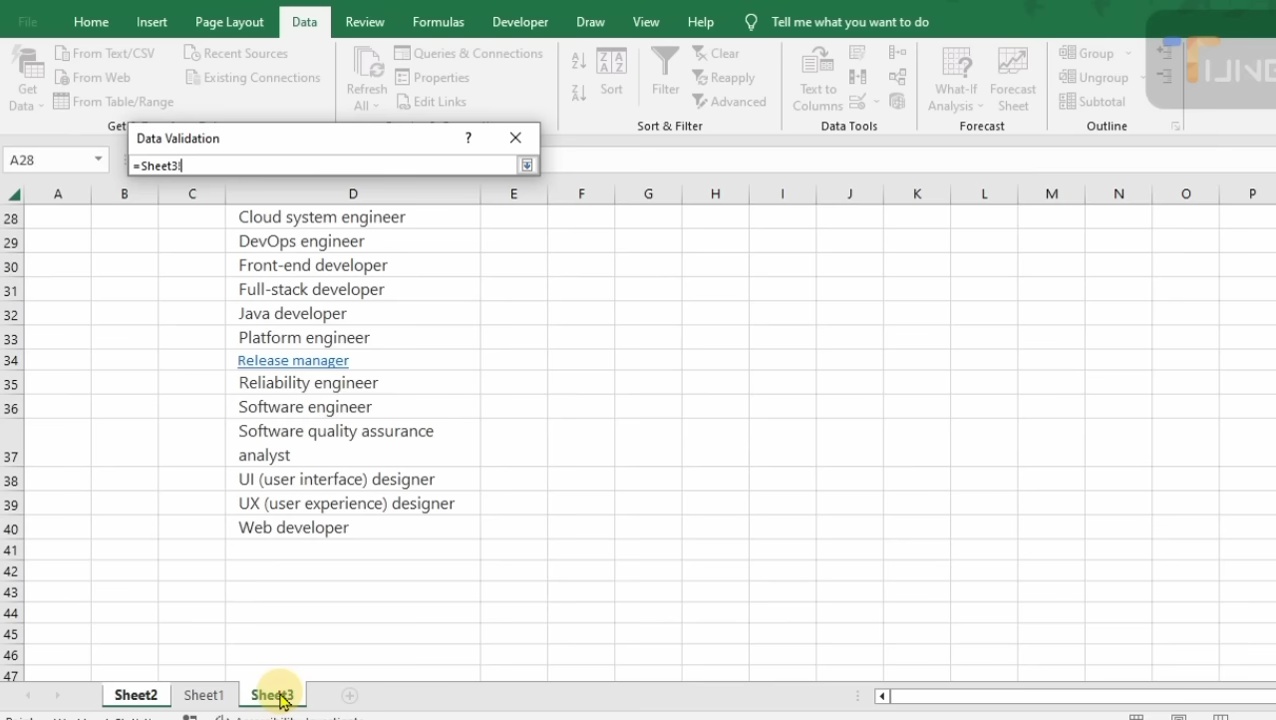 File Home Insert Page Layout Data Review Formulas Developer Draw View Help Tell me what you want to do
From Text/CSV Recent Sources Queries & Connections Clear Group
From Web Existing Connections Properties Reapply Ungroup
Get Data From Table/Range Refresh All Edit Links Sort Filter Advanced Text to Columns What-If Analysis Forecast Sheet Subtotal
Sort & Filter Data Tools Forecast Outline
Data Validation ? ×
=Sheet3!
A28
A B C D E F G H I J K L M N O P
28 Cloud system engineer
29 DevOps engineer
30 Front-end developer
31 Full-stack developer
32 Java developer
33 Platform engineer
34 Release manager
35 Reliability engineer
36 Software engineer
Software quality assurance
37 analyst
38 UI (user interface) designer
39 UX (user experience) designer
40 Web developer
41
42
43
44
45
46
47
Sheet2 Sheet1 Sheet3